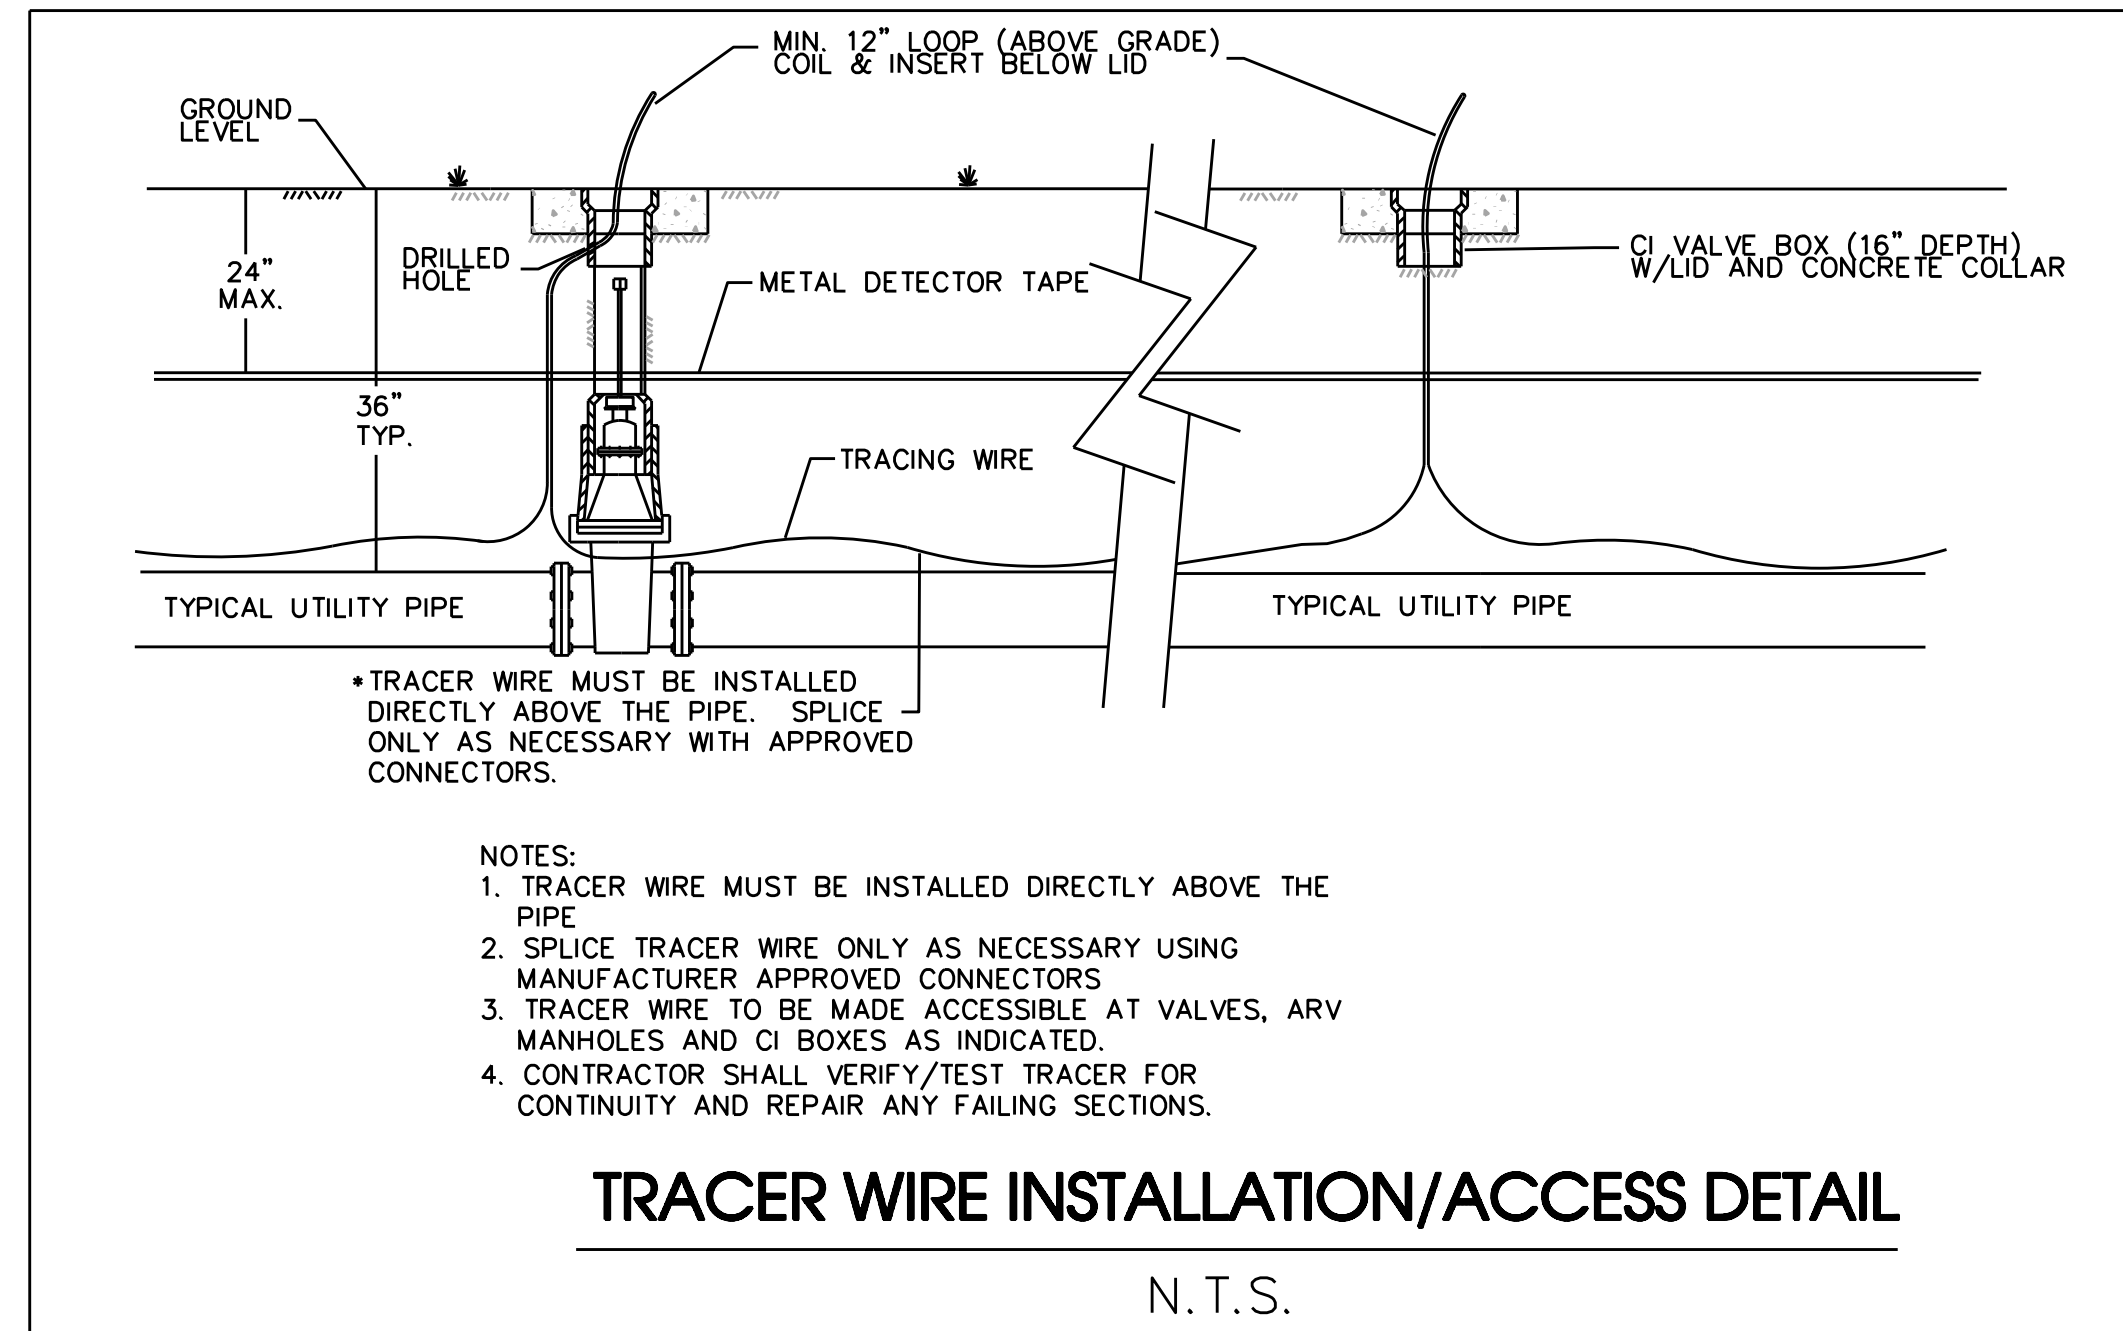 MIN. 12" LOOP (ABOVE GRADE)
COIL & INSERT BELOW LID
GROUND
LEVEL
DRILLED
HOLE
24"
MAX.
METAL DETECTOR TAPE
CI VALVE BOX (16" DEPTH)
W/LID AND CONCRETE COLLAR
36"
TYP.
TRACING WIRE
TYPICAL UTILITY PIPE
TYPICAL UTILITY PIPE
*TRACER WIRE MUST BE INSTALLED
DIRECTLY ABOVE THE PIPE. SPLICE
ONLY AS NECESSARY WITH APPROVED
CONNECTORS.
NOTES:
1. TRACER WIRE MUST BE INSTALLED DIRECTLY ABOVE THE
PIPE
2. SPLICE TRACER WIRE ONLY AS NECESSARY USING
MANUFACTURER APPROVED CONNECTORS
3. TRACER WIRE TO BE MADE ACCESSIBLE AT VALVES, ARV
MANHOLES AND CI BOXES AS INDICATED.
4. CONTRACTOR SHALL VERIFY/TEST TRACER FOR
CONTINUITY AND REPAIR ANY FAILING SECTIONS.
TRACER WIRE INSTALLATION/ACCESS DETAIL
N.T.S.